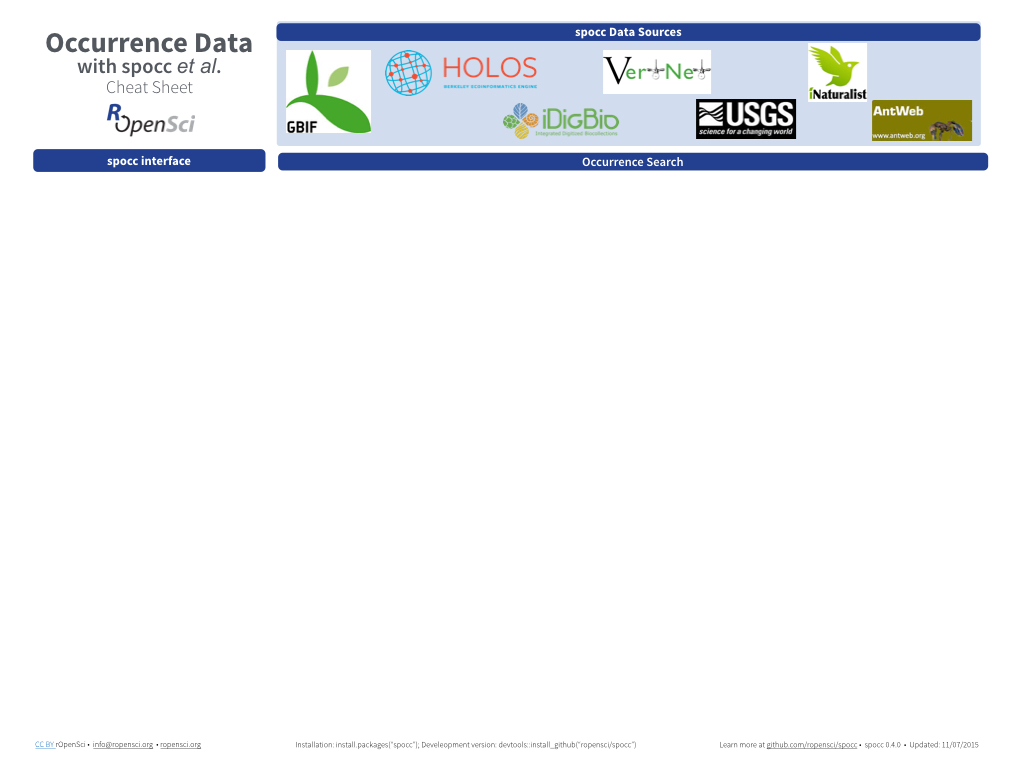 Occurrence Data
with spocc et al.
Cheat Sheet
ROpenSci
spocc interface
spocc Data Sources
GBIF
HOLOS
BERKELEY ECOINFORMATICS ENGINE
VertNet
iNaturalist
iDigBio
Integrated Digitized Biocollections
USGS
science for a changing world
AntWeb
www.antweb.org
Occurrence Search
CC BY rOpenSci • info@ropensci.org • ropensci.org
Installation: install.packages("spocc"); Develeopment version: devtools::install_github("ropensci/spocc")
Learn more at github.com/ropensci/spocc • spocc 0.4.0 • Updated: 11/07/2015